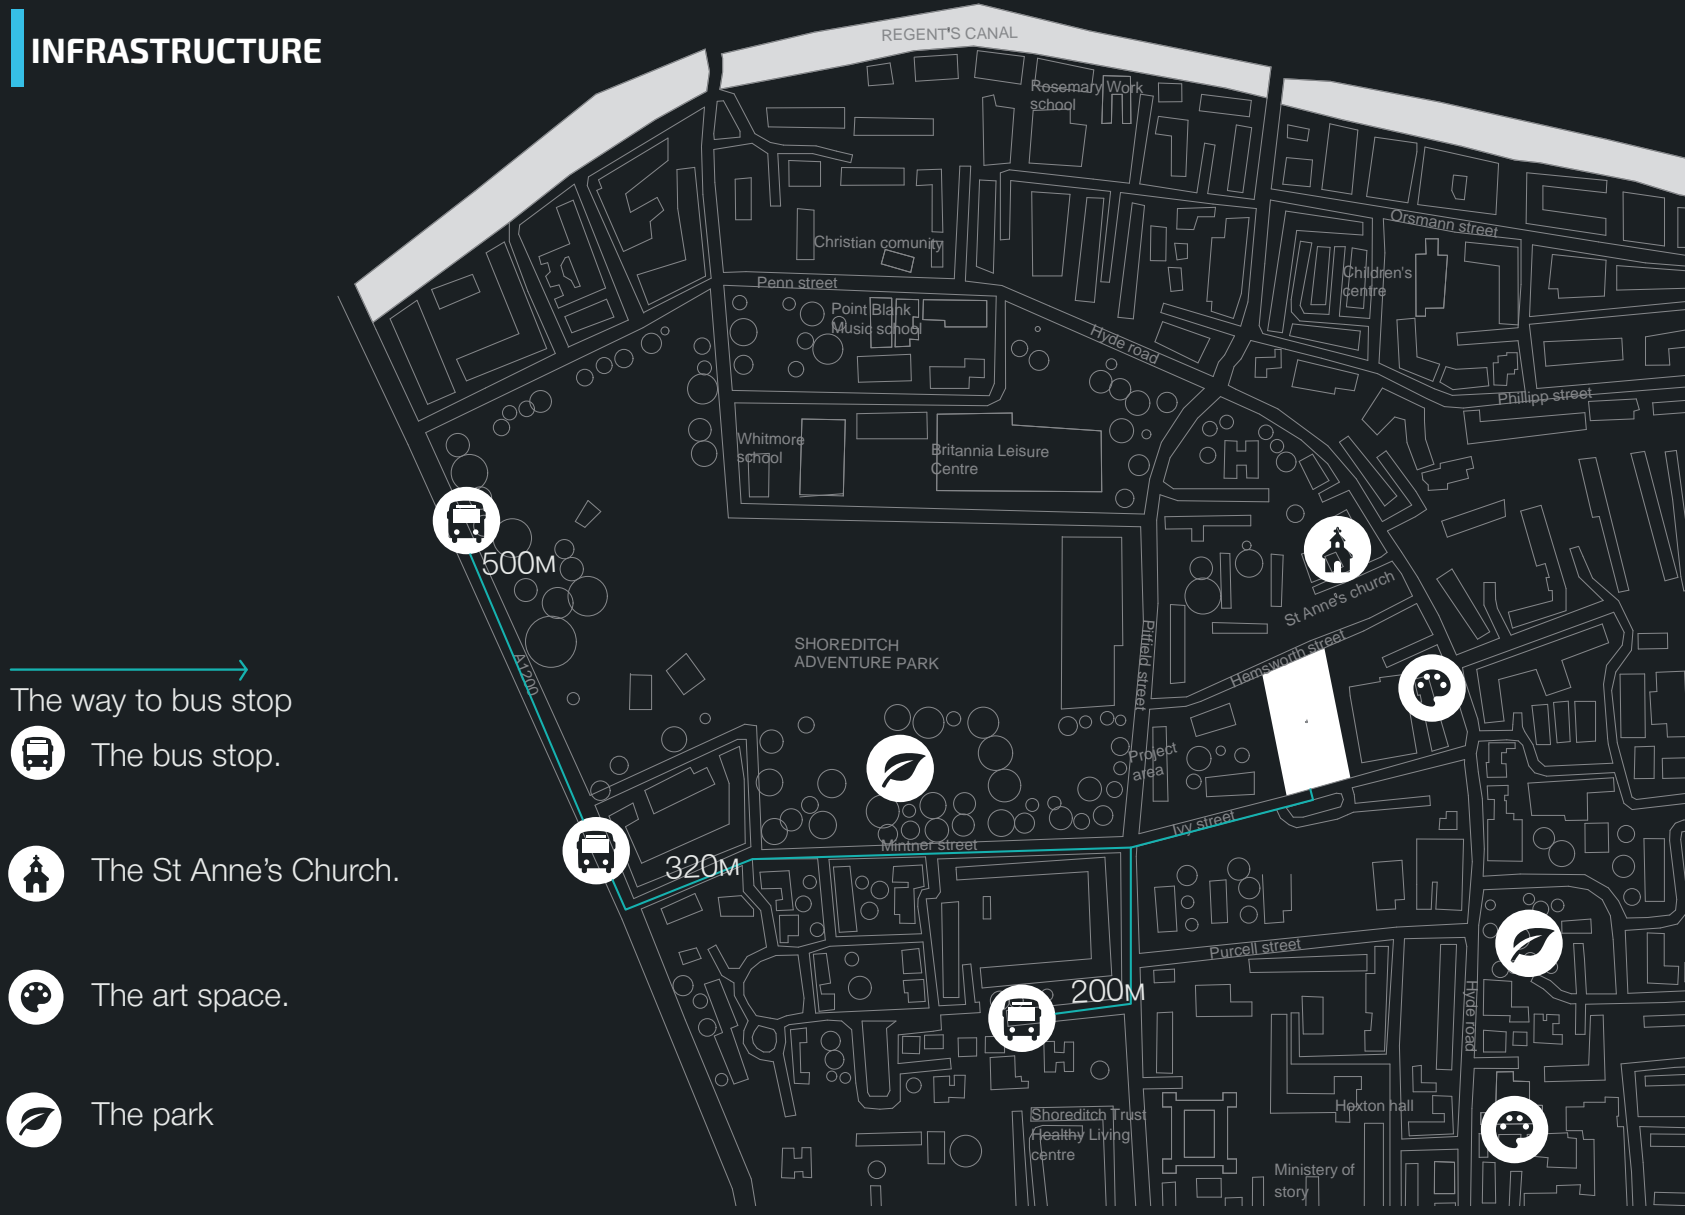 INFRASTRUCTURE
REGENT'S CANAL
Rosemary Work
school
Orsmann street
Christian comunity
Children's
centre
Penn street
Point Blank
Music school
Hyde road
Phillipp street
Whitmore
school
Britannia Leisure
Centre
500M
St Anne's church
SHOREDITCH
ADVENTURE PARK
Pitfield street
Hemsworth street
A1200
The way to bus stop
The bus stop.
Project
area
Ivy street
Mintner street
320M
The St Anne's Church.
Purcell street
200M
The art space.
Hyde road
The park
Shoreditch Trust
Healthy Living
centre
Hoxton hall
Ministery of
story